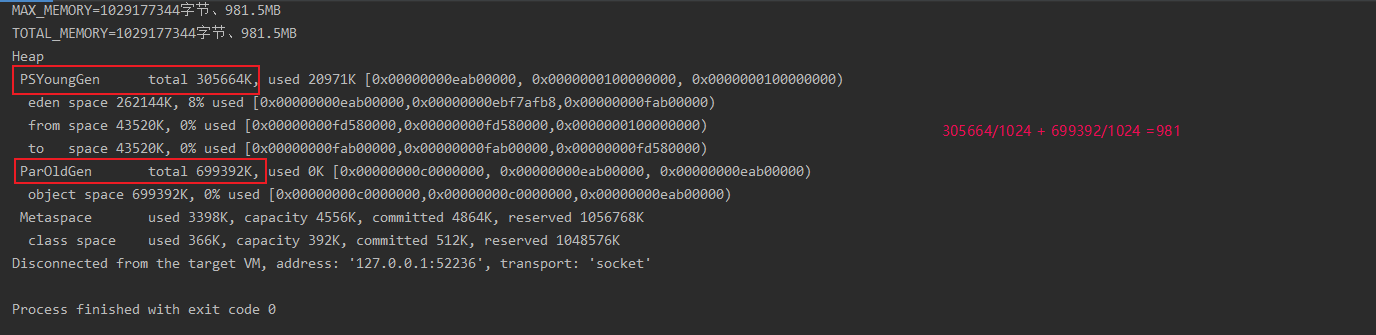 MAX_MEMORY=1029177344字节、981.5MB
TOTAL_MEMORY=1029177344字节、981.5MB
Heap
PSYoungGen      total 305664K, used 20971K [0x00000000eab00000, 0x0000000100000000, 0x0000000100000000)
eden space 262144K, 8% used [0x00000000eab00000,0x00000000ebf7afb8,0x00000000fab00000)
from space 43520K, 0% used [0x00000000fd580000,0x00000000fd580000,0x0000000100000000)
305664/1024 + 699392/1024 =981
to   space 43520K, 0% used [0x00000000fab00000,0x00000000fab00000,0x00000000fd580000)
ParOldGen       total 699392K, used 0K [0x00000000c0000000, 0x00000000eab00000, 0x00000000eab00000)
object space 699392K, 0% used [0x00000000c0000000,0x00000000c0000000,0x00000000eab00000)
Metaspace       used 3398K, capacity 4556K, committed 4864K, reserved 1056768K
class space    used 366K, capacity 392K, committed 512K, reserved 1048576K
Disconnected from the target VM, address: '127.0.0.1:52236', transport: 'socket'
Process finished with exit code 0